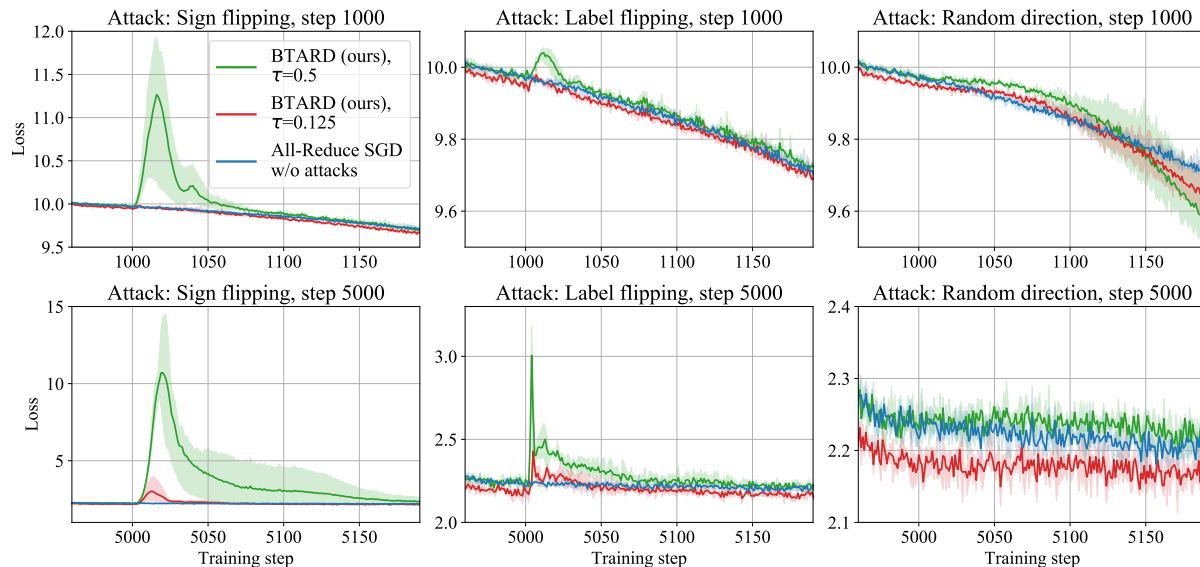 Attack: Sign flipping, step 1000
Attack: Label flipping, step 1000
Attack: Random direction, step 1000
12.0
11.5
11.0
10.5
10.0
9.5
Loss
BTARD (ours),
τ=0.5
BTARD (ours),
τ=0.125
All-Reduce SGD
w/o attacks
1000
1050
1100
1150
10.0
9.8
9.6
1000
1050
1100
1150
10.0
9.8
9.6
1000
1050
1100
1150
Attack: Sign flipping, step 5000
Attack: Label flipping, step 5000
Attack: Random direction, step 5000
15
10
5
Loss
5000
5050
5100
5150
Training step
3.0
2.5
2.0
5000
5050
5100
5150
Training step
2.4
2.3
2.2
2.1
5000
5050
5100
5150
Training step